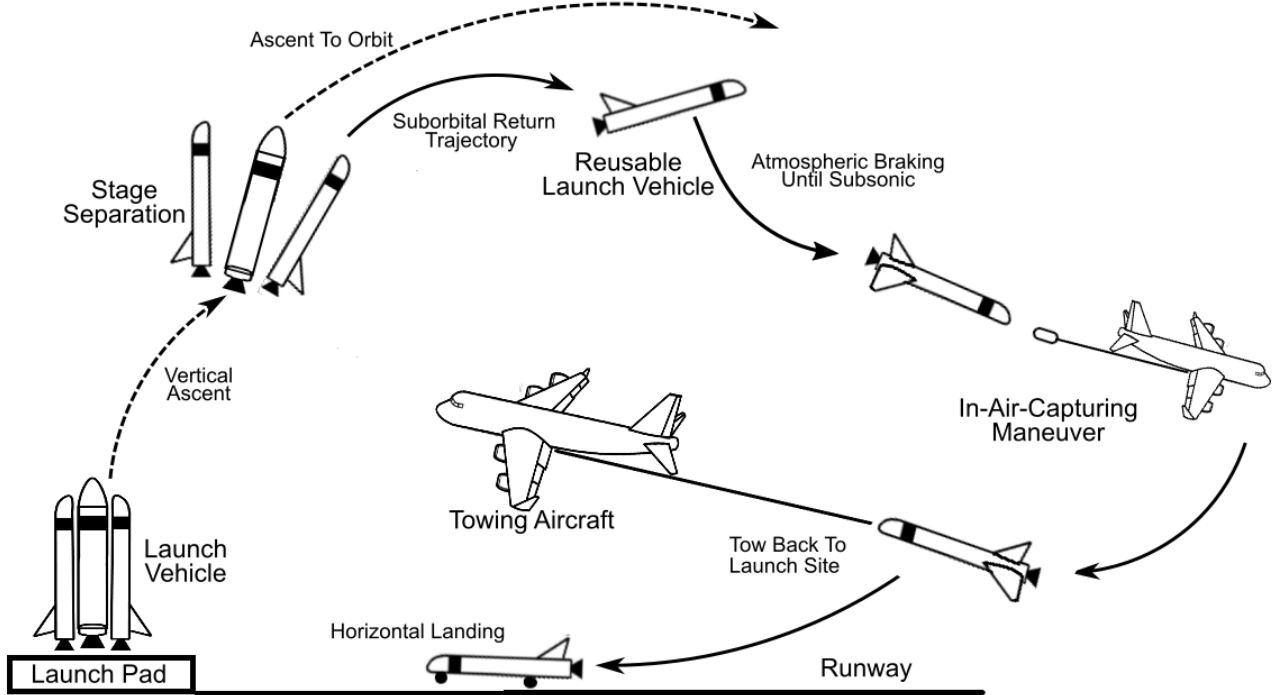 Ascent To Orbit
Suborbital Return
Trajectory
Reusable
Launch Vehicle
Atmospheric Braking
Until Subsonic
Stage
Separation
Vertical
Ascent
In-Air-Capturing
Maneuver
Towing Aircraft
Tow Back To
Launch Site
Launch
Vehicle
Horizontal Landing
Runway
Launch Pad